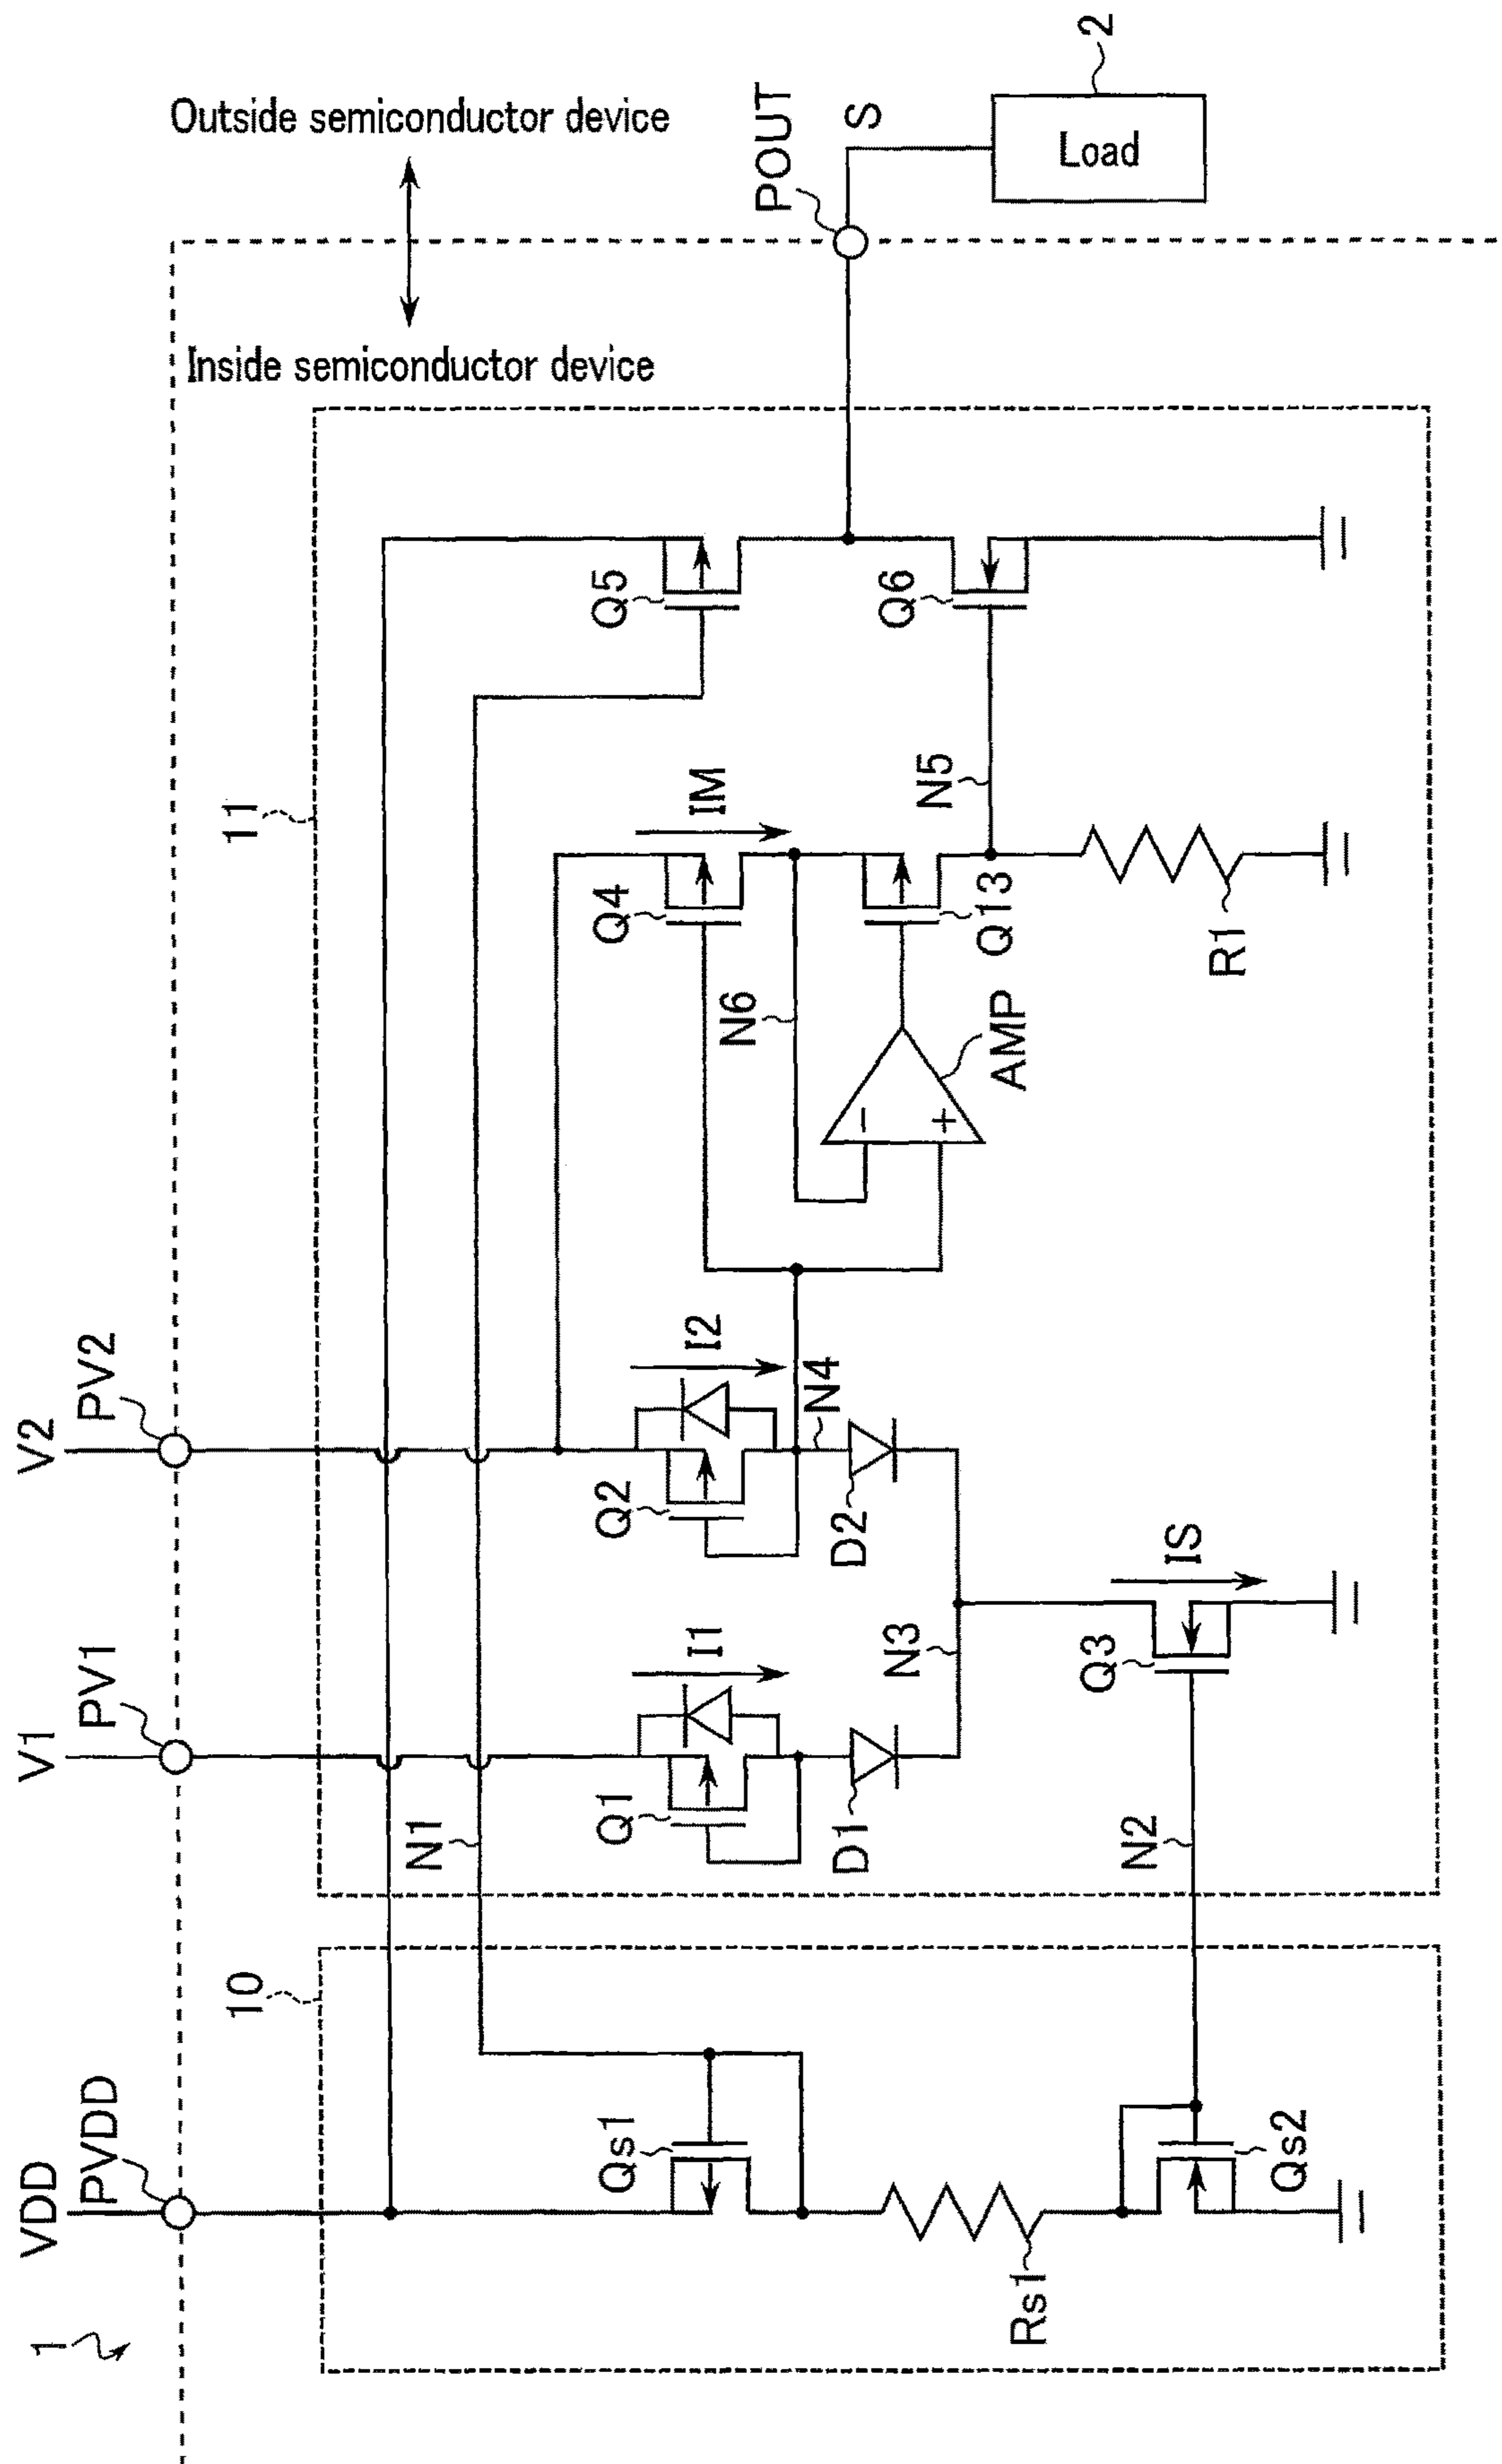 1
VDD
PVDD
V1
PV1
V2
PV2
Outside semiconductor device
Inside semiconductor device
10
11
N1
Qs1
Rs1
Qs2
Q1
I1
D1
Q2
I2
N4
D2
N3
N2
Q3
IS
Q4
IM
N6
AMP
-
+
Q13
N5
R1
Q5
Q6
POUT
S
Load
2